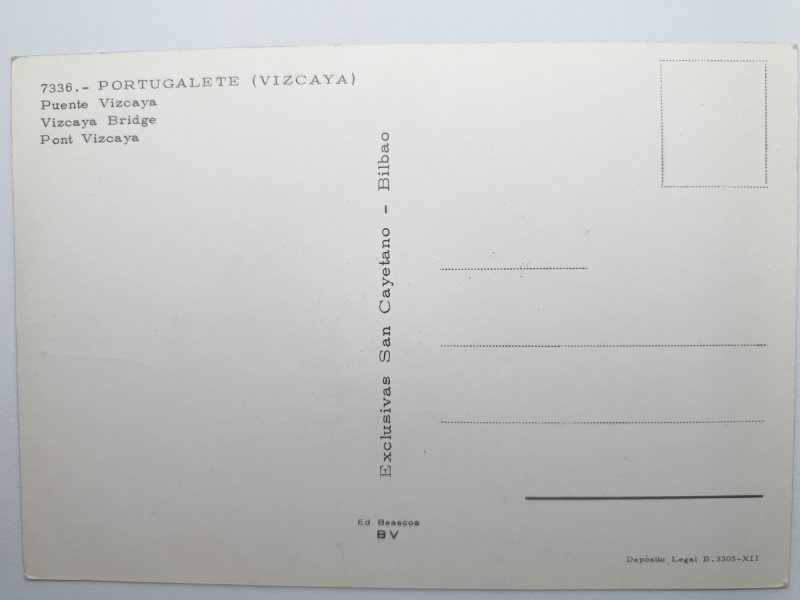 7336.- PORTUGALETE (VIZCAYA)
Puente Vizcaya
Vizcaya Bridge
Pont Vizcaya
Exclusivas San Cayetano - Bilbao
Ed. Beascoa
BV
Depósito Legal B. 3305-XII